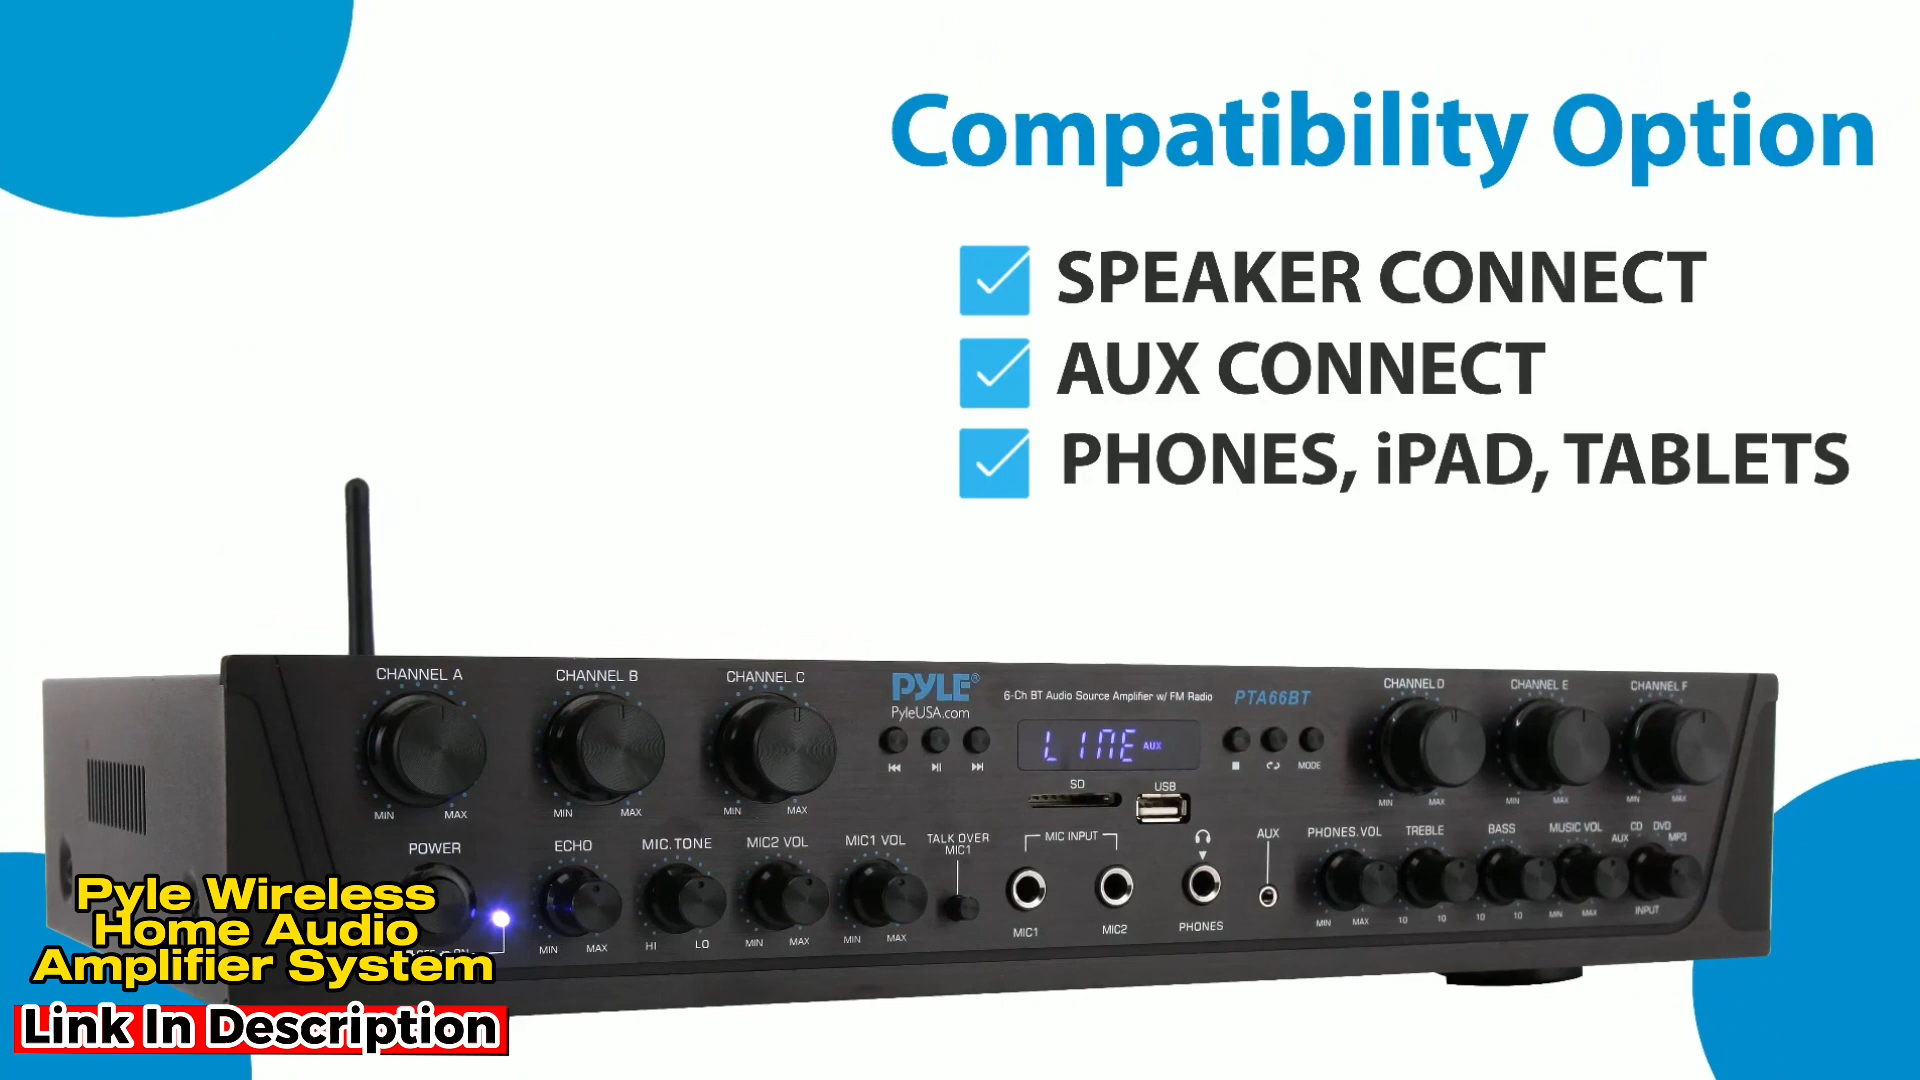 Compatibility Option
SPEAKER CONNECT
AUX CONNECT
PHONES, iPAD, TABLETS
CHANNEL A
CHANNEL B
CHANNEL C
PYLE®
PyleUSA.com
6-Ch BT Audio Source Amplifier w/ FM Radio
PTA66BT
CHANNEL D
CHANNEL E
CHANNEL F
LINE AUX
MODE
SD
USB
MIN MAX
MIN MAX
MIN MAX
MIN MAX
MIN MAX
MIN MAX
POWER
ECHO
MIC. TONE
MIC2 VOL
MIC1 VOL
TALK OVER
MIC1
MIC INPUT
AUX
PHONES.VOL
TREBLE
BASS
MUSIC VOL
AUX CD DVD MP3
MIN MAX
HI LO
MIN MAX
MIN MAX
MIC1
MIC2
PHONES
MIN MAX
10 10
10 10
MIN MAX
INPUT
Pyle Wireless
Home Audio
Amplifier System
Link In Description